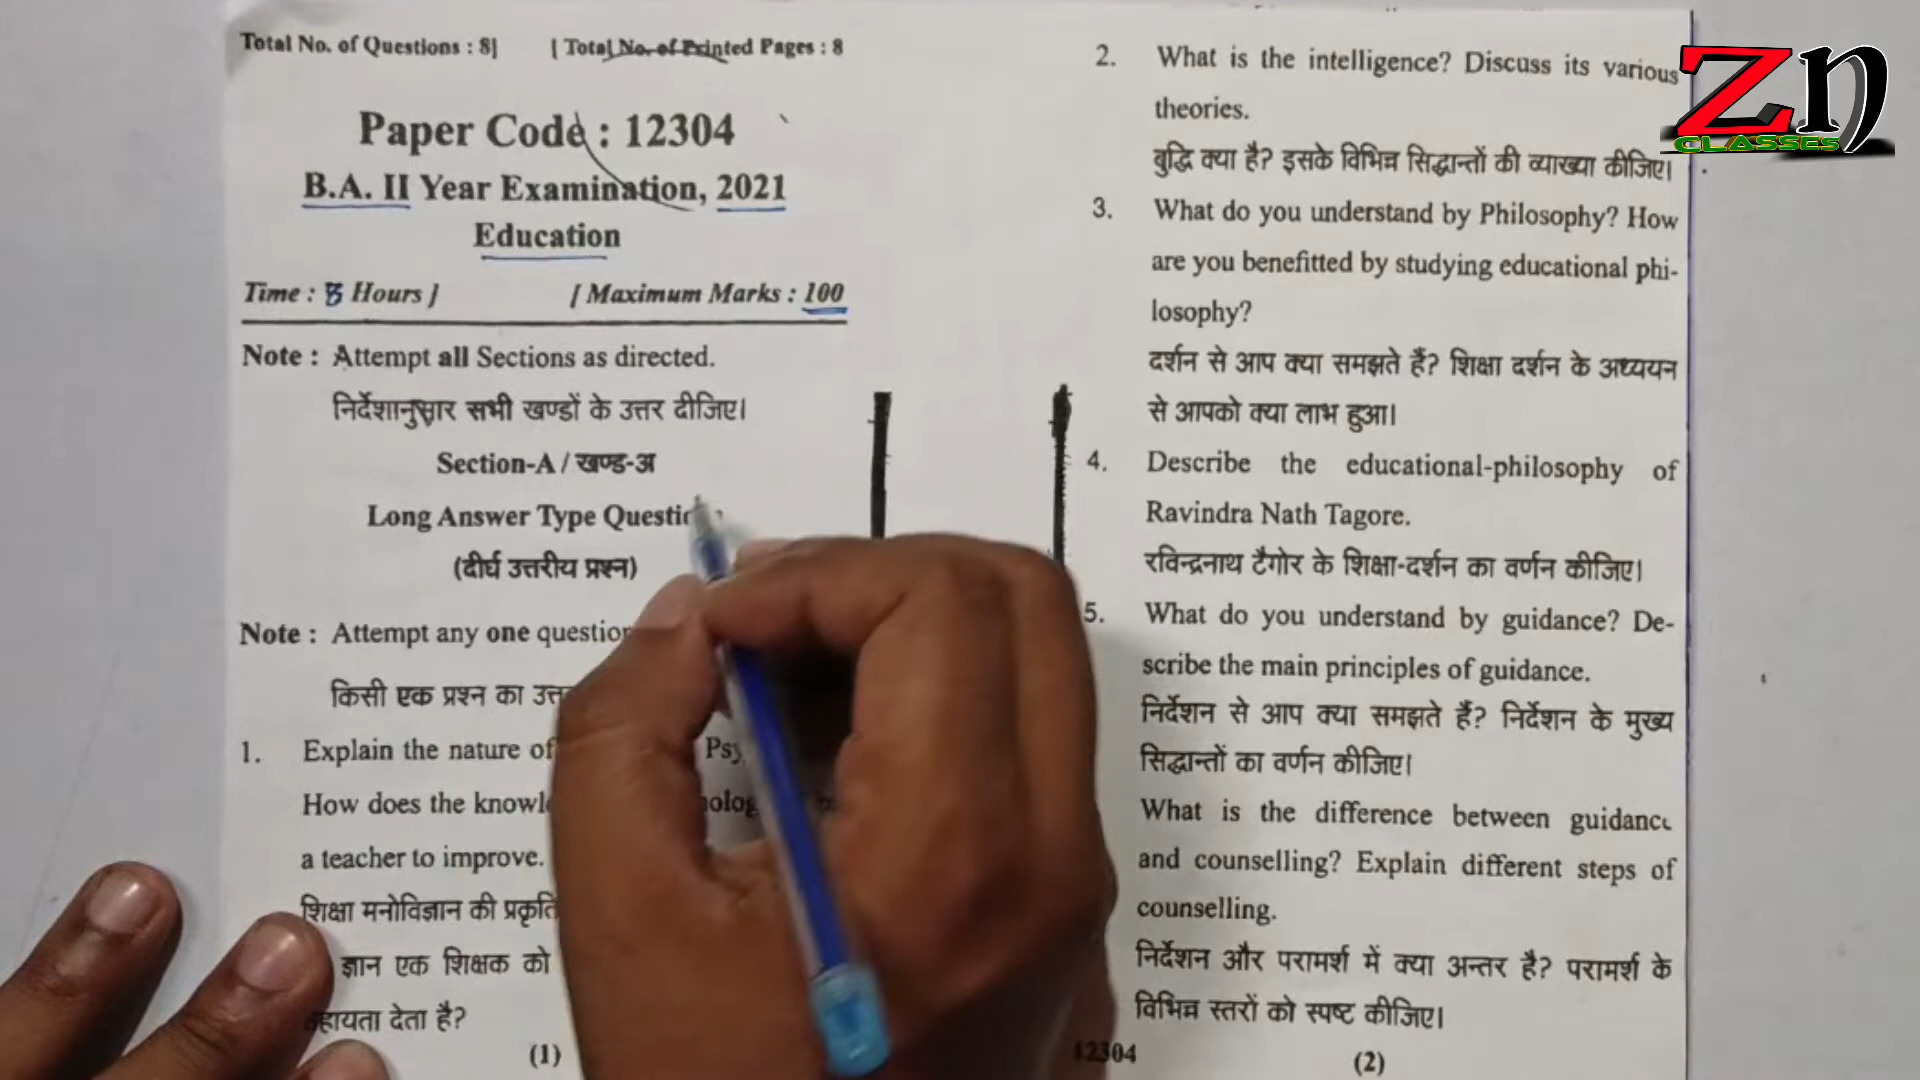 Total No. of Questions : 8] [ Total No. of Printed Pages : 8
Paper Code : 12304
B.A. II Year Examination, 2021
Education
Time : 3 Hours ] [ Maximum Marks : 100
Note : Attempt all Sections as directed.
निर्देशानुसार सभी खण्डों के उत्तर दीजिए।
Section-A / खण्ड-अ
Long Answer Type
(दीर्घ उत्तरीय प्रश्न)
Note : Attempt any one
किसी एक प्रश्न का
1. Explain the nature of
How does the
a teacher to improve.
शिक्षा मनोविज्ञान की
ज्ञान एक शिक्षक को
देता है?
(1)
2. What is the intelligence? Discuss its various
theories.
बुद्धि क्या है? इसके विभिन्न सिद्धान्तों की व्याख्या कीजिए।
3. What do you understand by Philosophy? How
are you benefitted by studying educational phi-
losophy?
दर्शन से आप क्या समझते हैं? शिक्षा दर्शन के अध्ययन
से आपको क्या लाभ हुआ।
4. Describe the educational-philosophy of
Ravindra Nath Tagore.
रविन्द्रनाथ टैगोर के शिक्षा-दर्शन का वर्णन कीजिए।
5. What do you understand by guidance? De-
scribe the main principles of guidance.
निर्देशन से आप क्या समझते हैं? निर्देशन के मुख्य
सिद्धान्तों का वर्णन कीजिए।
What is the difference between guidance
and counselling? Explain different steps of
counselling.
निर्देशन और परामर्श में क्या अन्तर है? परामर्श के
विभिन्न स्तरों को स्पष्ट कीजिए।
12304 (2)
Zn
CLASSES